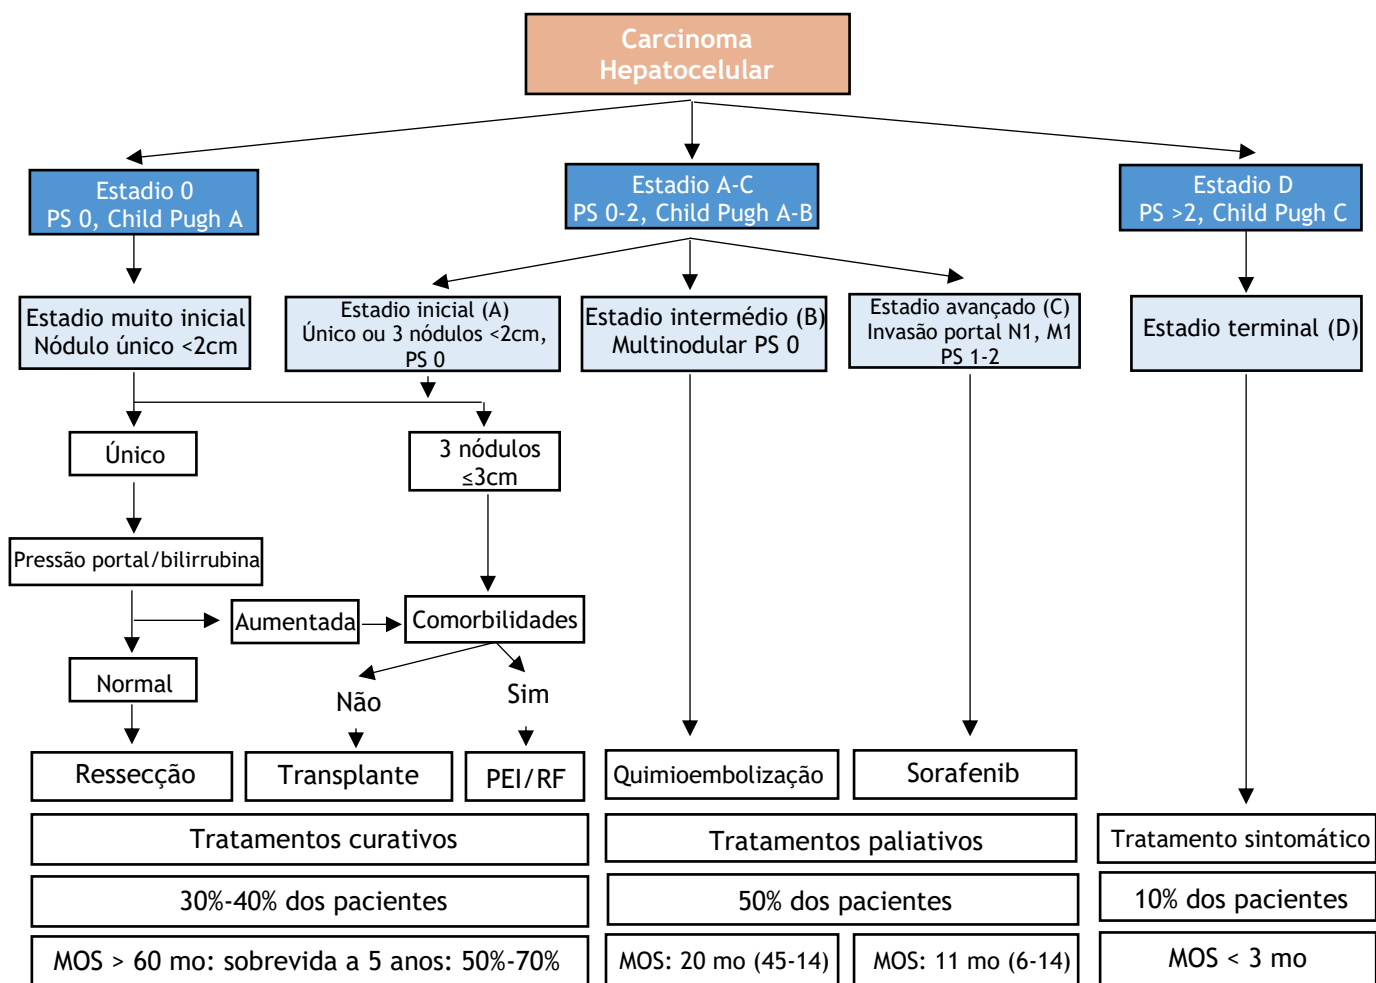 Carcinoma
Hepatocelular
Estadio 0
PS 0, Child Pugh A
Estadio A-C
PS 0-2, Child Pugh A-B
Estadio D
PS >2, Child Pugh C
Estadio muito inicial
Nódulo único <2cm
Estadio inicial (A)
Único ou 3 nódulos <2cm,
PS 0
Estadio intermédio (B)
Multinodular PS 0
Estadio avançado (C)
Invasão portal N1, M1
PS 1-2
Estadio terminal (D)
Único
3 nódulos
≤3cm
Pressão portal/bilirrubina
Aumentada
Comorbilidades
Normal
Não
Sim
Ressecção
Transplante
PEI/RF
Quimioembolização
Sorafenib
Tratamentos curativos
Tratamentos paliativos
Tratamento sintomático
30%-40% dos pacientes
50% dos pacientes
10% dos pacientes
MOS > 60 mo: sobrevida a 5 anos: 50%-70%
MOS: 20 mo (45-14)
MOS: 11 mo (6-14)
MOS < 3 mo